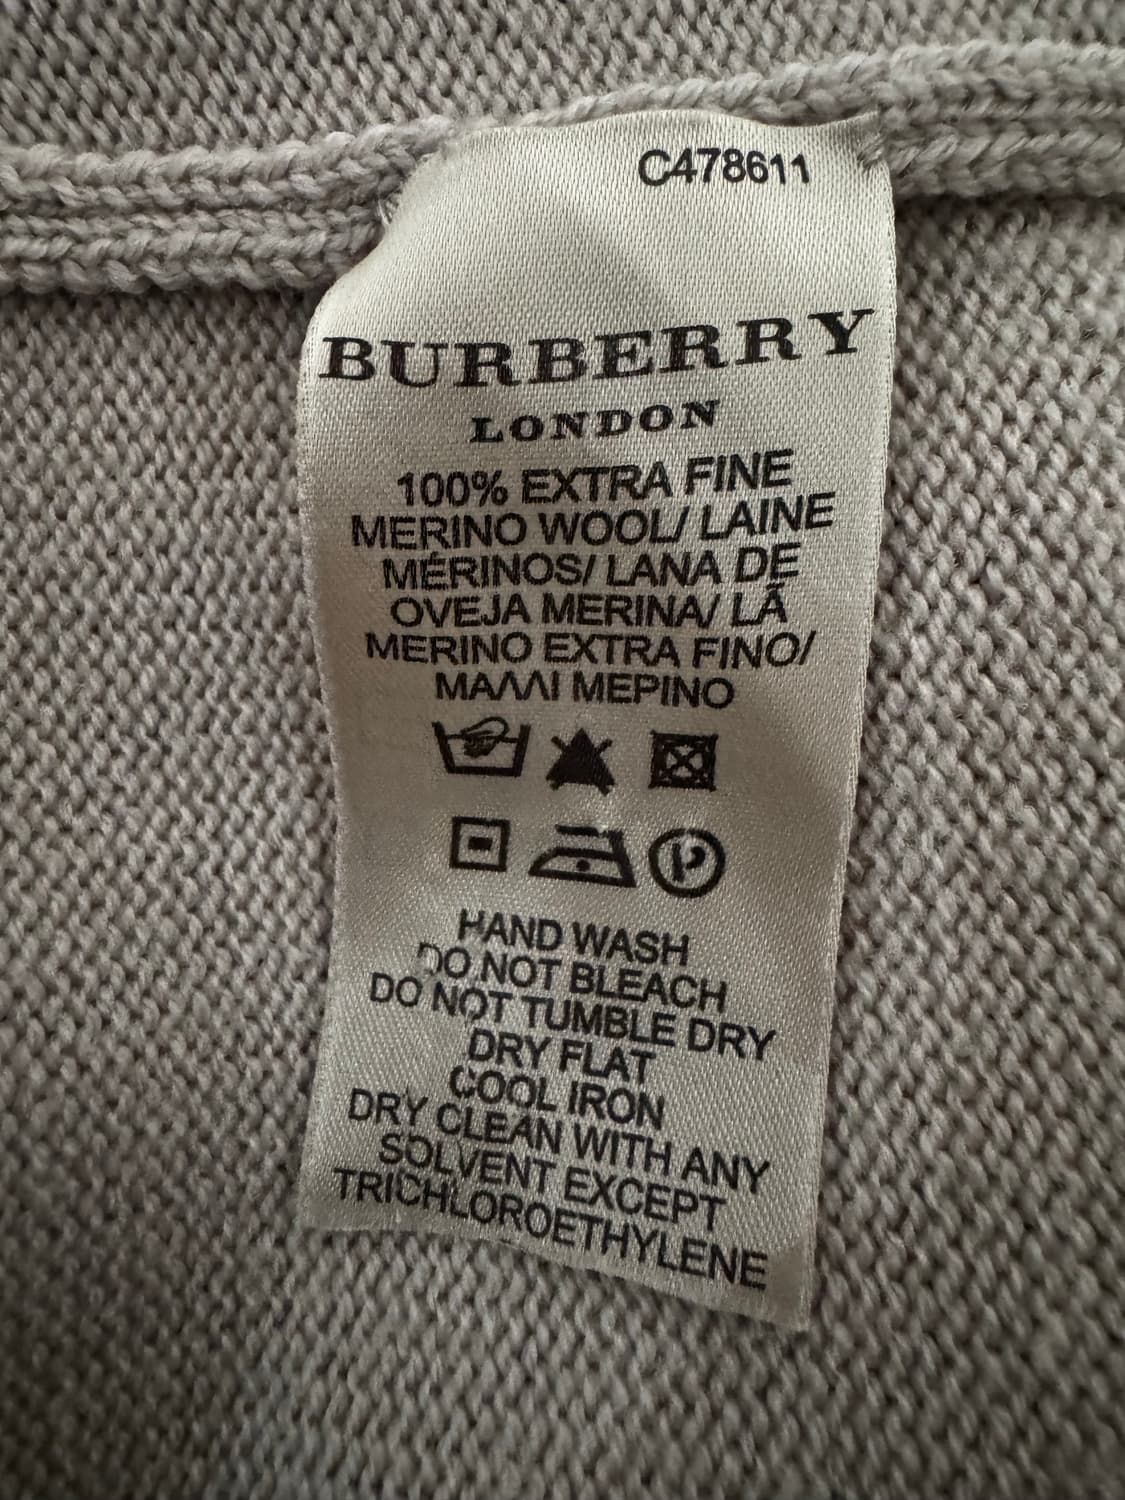 C478611
BURBERRY
LONDON
100% EXTRA FINE
MERINO WOOL/ LAINE
MÉRINOS/ LANA DE
OVEJA MERINA/ LÃ
MERINO EXTRA FINO/
ΜΑΛΛΙ ΜΕΡΙΝΟ
P
HAND WASH
DO NOT BLEACH
DO NOT TUMBLE DRY
DRY FLAT
COOL IRON
DRY CLEAN WITH ANY
SOLVENT EXCEPT
TRICHLOROETHYLENE